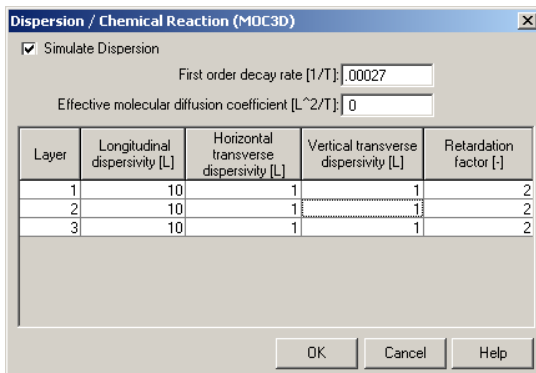 Dispersion / Chemical Reaction (MOC3D)
Simulate Dispersion
First order decay rate [1/T]: .00027
Effective molecular diffusion coefficient [L^2/T]: 0
Layer Longitudinal dispersivity [L] Horizontal transverse dispersivity [L] Vertical transverse dispersivity [L] Retardation factor [-]
1 10 1 1 2
2 10 1 1 2
3 10 1 1 2
OK Cancel Help